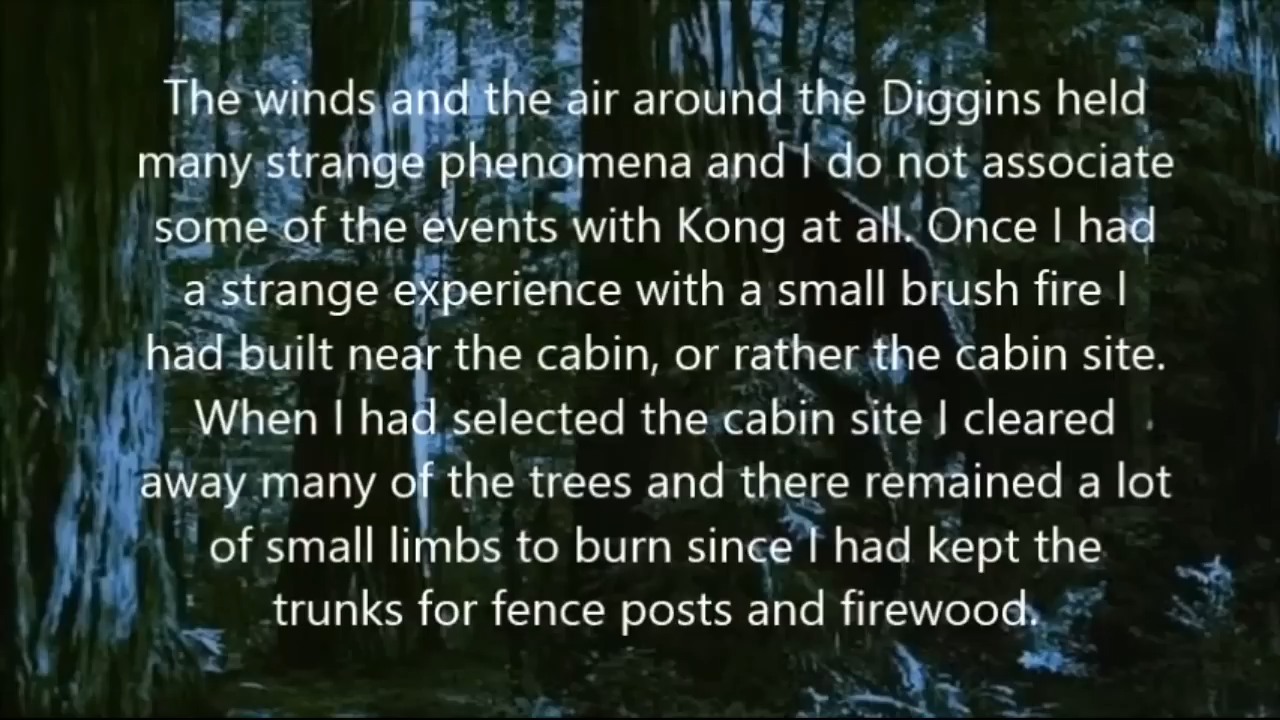 The winds and the air around the Diggins held
many strange phenomena and I do not associate
some of the events with Kong at all. Once I had
a strange experience with a small brush fire I
had built near the cabin, or rather the cabin site.
When I had selected the cabin site I cleared
away many of the trees and there remained a lot
of small limbs to burn since I had kept the
trunks for fence posts and firewood.